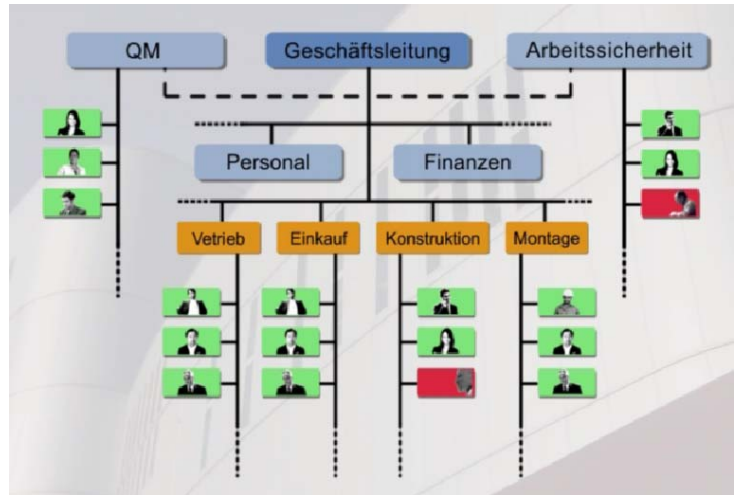 QM
Geschäftsleitung
Arbeitssicherheit
Personal
Finanzen
Vetrieb
Einkauf
Konstruktion
Montage